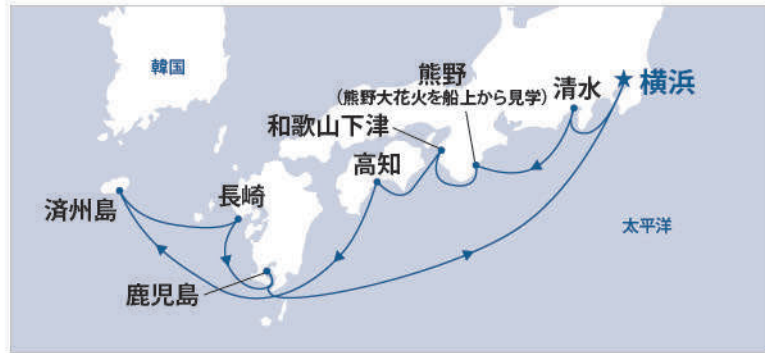 韓国
熊野
(熊野大花火を船上から見学)
清水
★横浜
和歌山下津
高知
済州島
長崎
太平洋
鹿児島